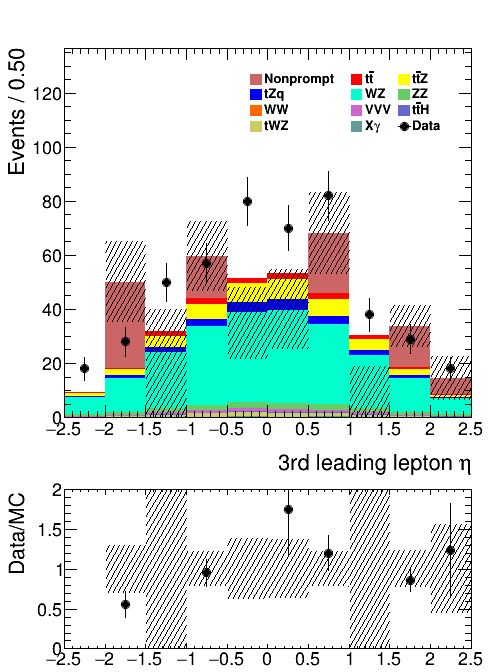 Events / 0.50
120
100
80
60
40
20
0
Nonprompt tt̄ tt̄Z
tZq WZ ZZ
WW VVV tt̄H
tWZ Xγ Data
−2.5 −2 −1.5 −1 −0.5 0 0.5 1 1.5 2 2.5
3rd leading lepton η
Data/MC
2
1.5
1
0.5
0
−2.5 −2 −1.5 −1 −0.5 0 0.5 1 1.5 2 2.5